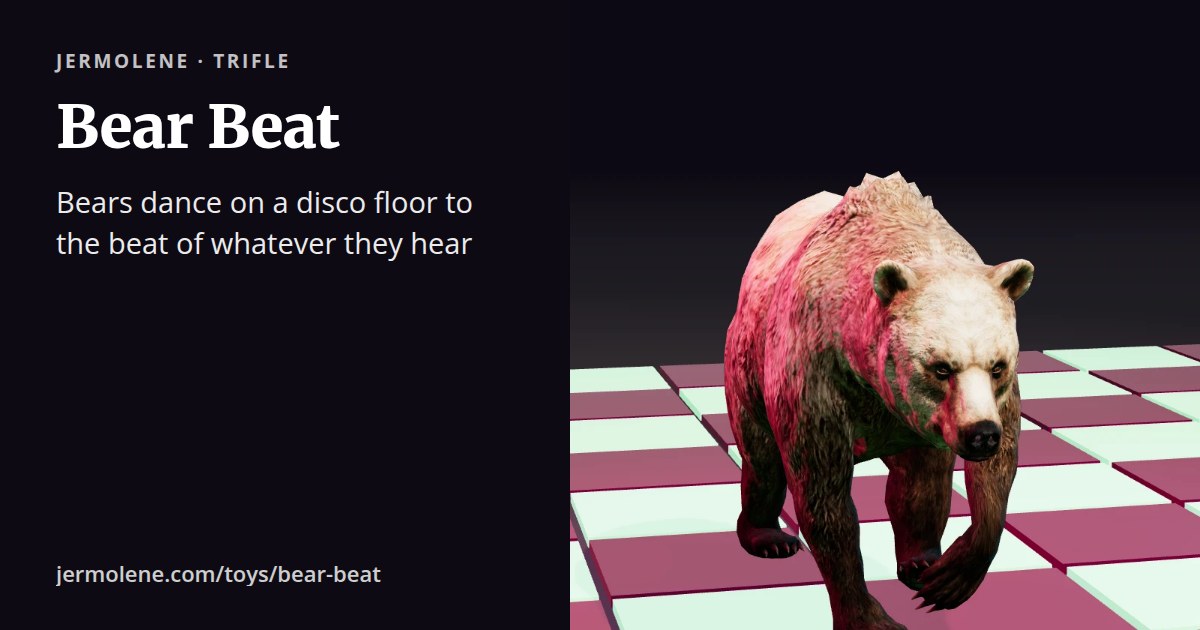 JERMOLENE · TRIFLE
Bear Beat
Bears dance on a disco floor to
the beat of whatever they hear
jermolene.com/toys/bear-beat